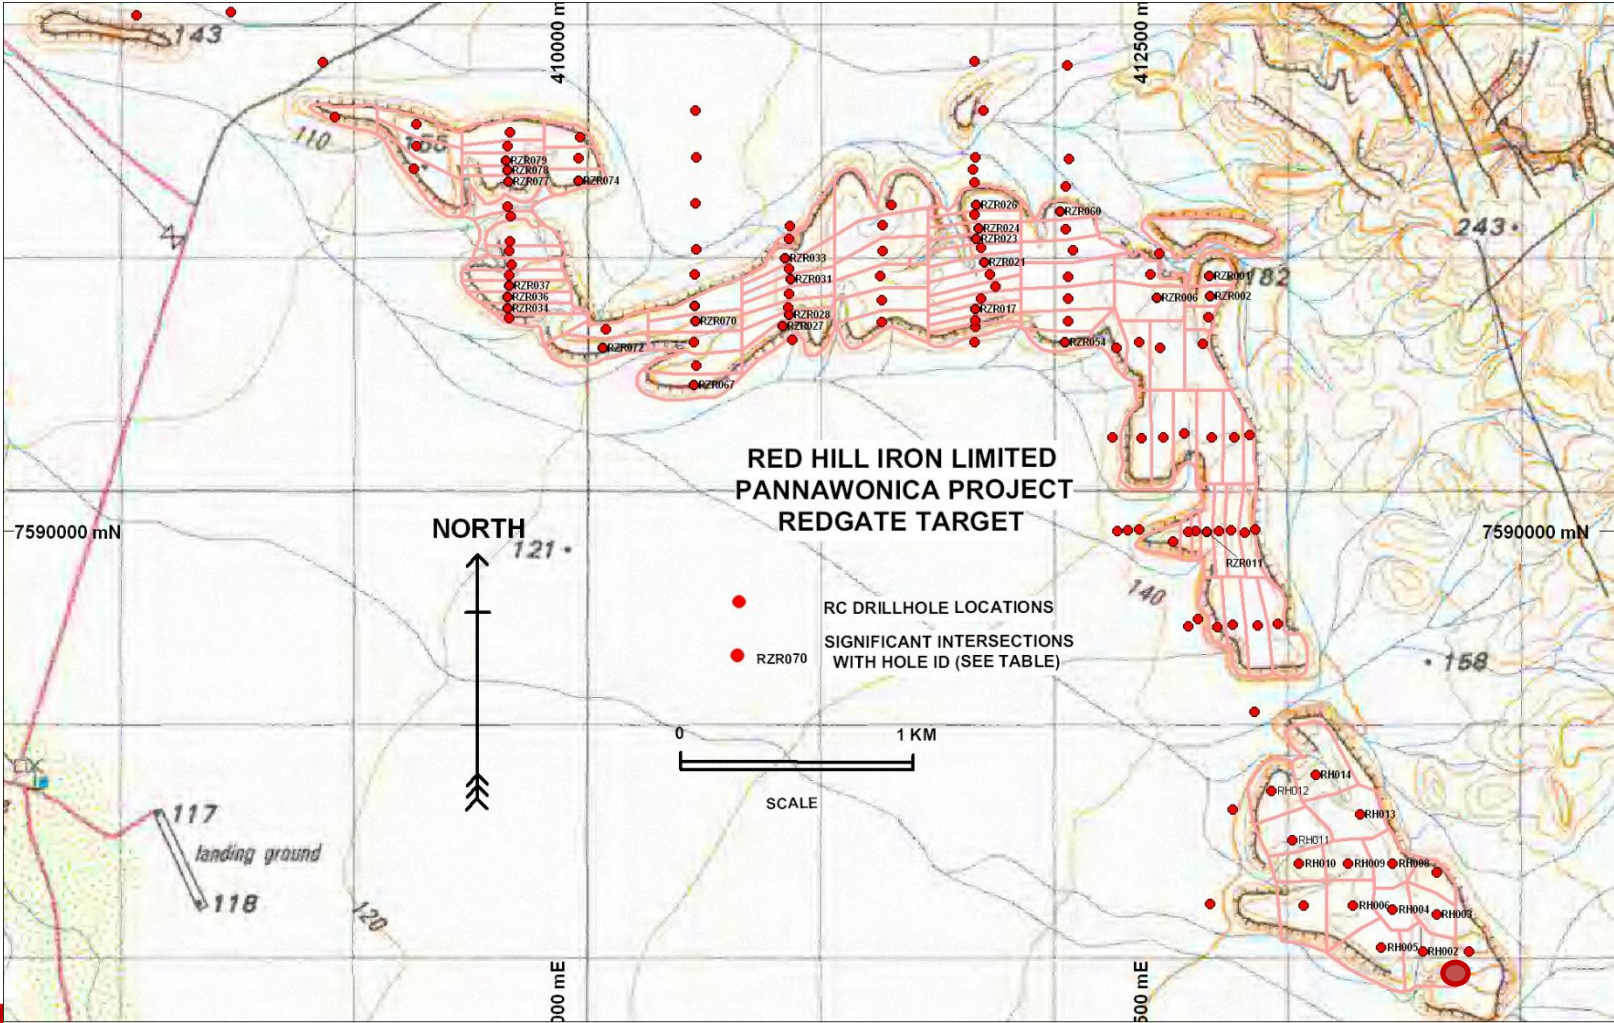 143
410000 m
412500 m
110
155
RZR079
RZR078
RZR077
RZR074
RZR026
RZR060
RZR024
RZR023
243
RZR033
RZR021
RZR031
RZR001
182
RZR037
RZR036
RZR006
RZR002
RZR034
RZR017
RZR028
RZR070
RZR027
RZR072
RZR054
RZR067
RED HILL IRON LIMITED
PANNAWONICA PROJECT
REDGATE TARGET
7590000 mN
NORTH
7590000 mN
121
RZR011
140
RC DRILLHOLE LOCATIONS
SIGNIFICANT INTERSECTIONS
WITH HOLE ID (SEE TABLE)
RZR070
158
0
1 KM
SCALE
RH014
RH012
117
RH013
landing ground
RH011
RH010
RH009
RH008
118
120
RH006
RH004
RH003
RH005
RH002
000 mE
500 mE